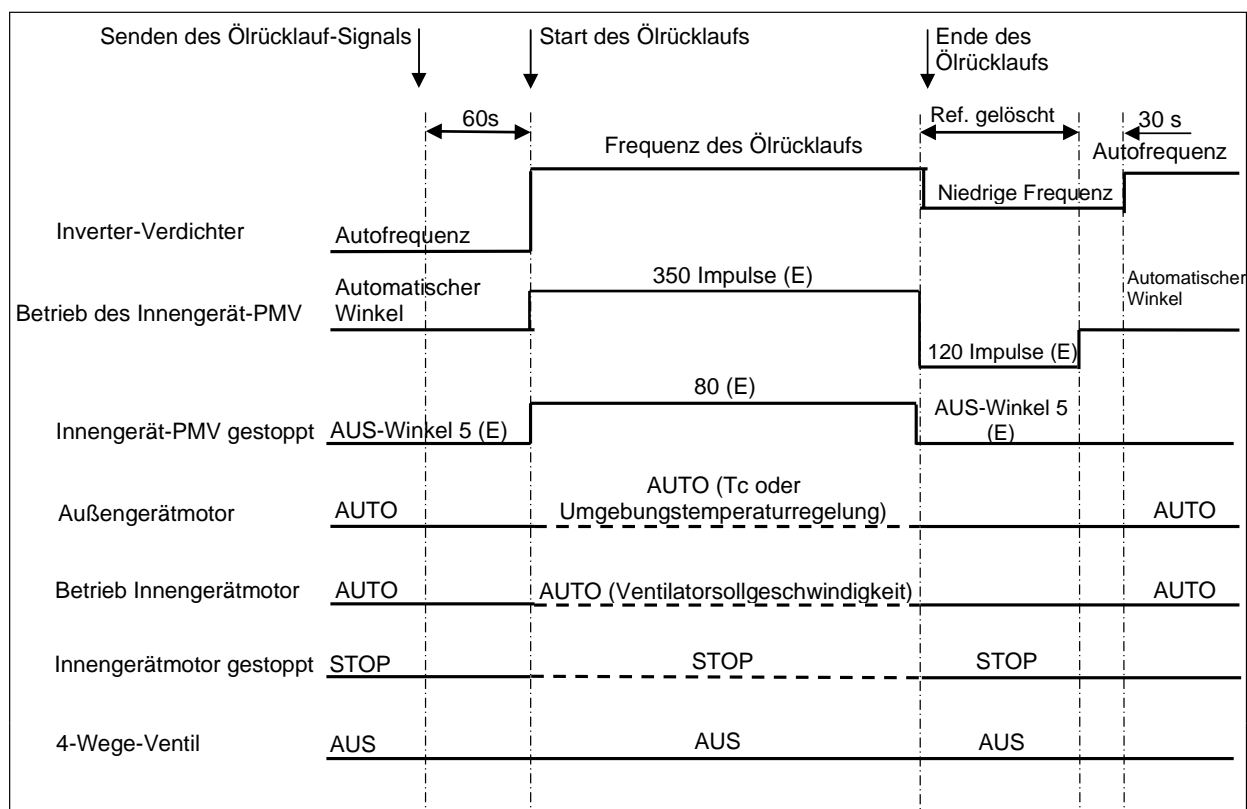 Senden des Ölrücklauf-Signals
Start des Ölrücklaufs
Ende des
Ölrücklaufs
60s
Ref. gelöscht
30 s
Frequenz des Ölrücklaufs
Autofrequenz
Niedrige Frequenz
Inverter-Verdichter
Autofrequenz
350 Impulse (E)
Automatischer
Winkel
Automatischer
Winkel
Betrieb des Innengerät-PMV
120 Impulse (E)
80 (E)
AUS-Winkel 5
(E)
Innengerät-PMV gestoppt
AUS-Winkel 5 (E)
AUTO (Tc oder
Umgebungstemperaturregelung)
Außengerätmotor
AUTO
AUTO
Betrieb Innengerätmotor
AUTO
AUTO (Ventilatorsollgeschwindigkeit)
AUTO
Innengerätmotor gestoppt
STOP
STOP
STOP
4-Wege-Ventil
AUS
AUS
AUS